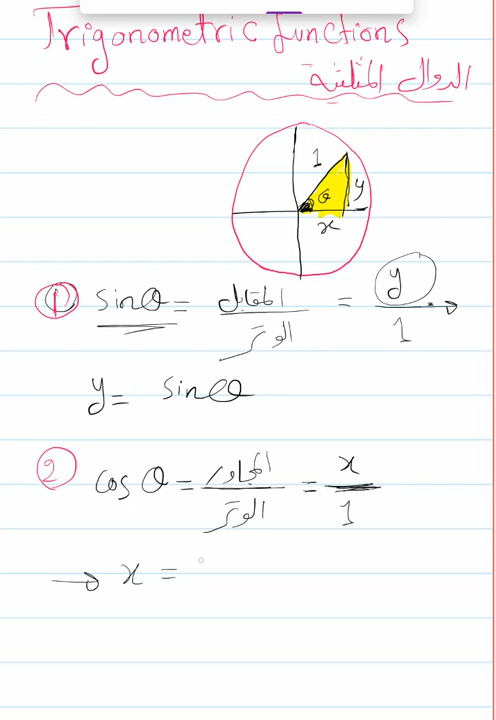 Trigonometric functions
الدوال المثلثية
1
θ
y
x
① sinθ = المقابل / الوتر = y / 1
y = sinθ
② cosθ = المجاور / الوتر = x / 1
→ x =